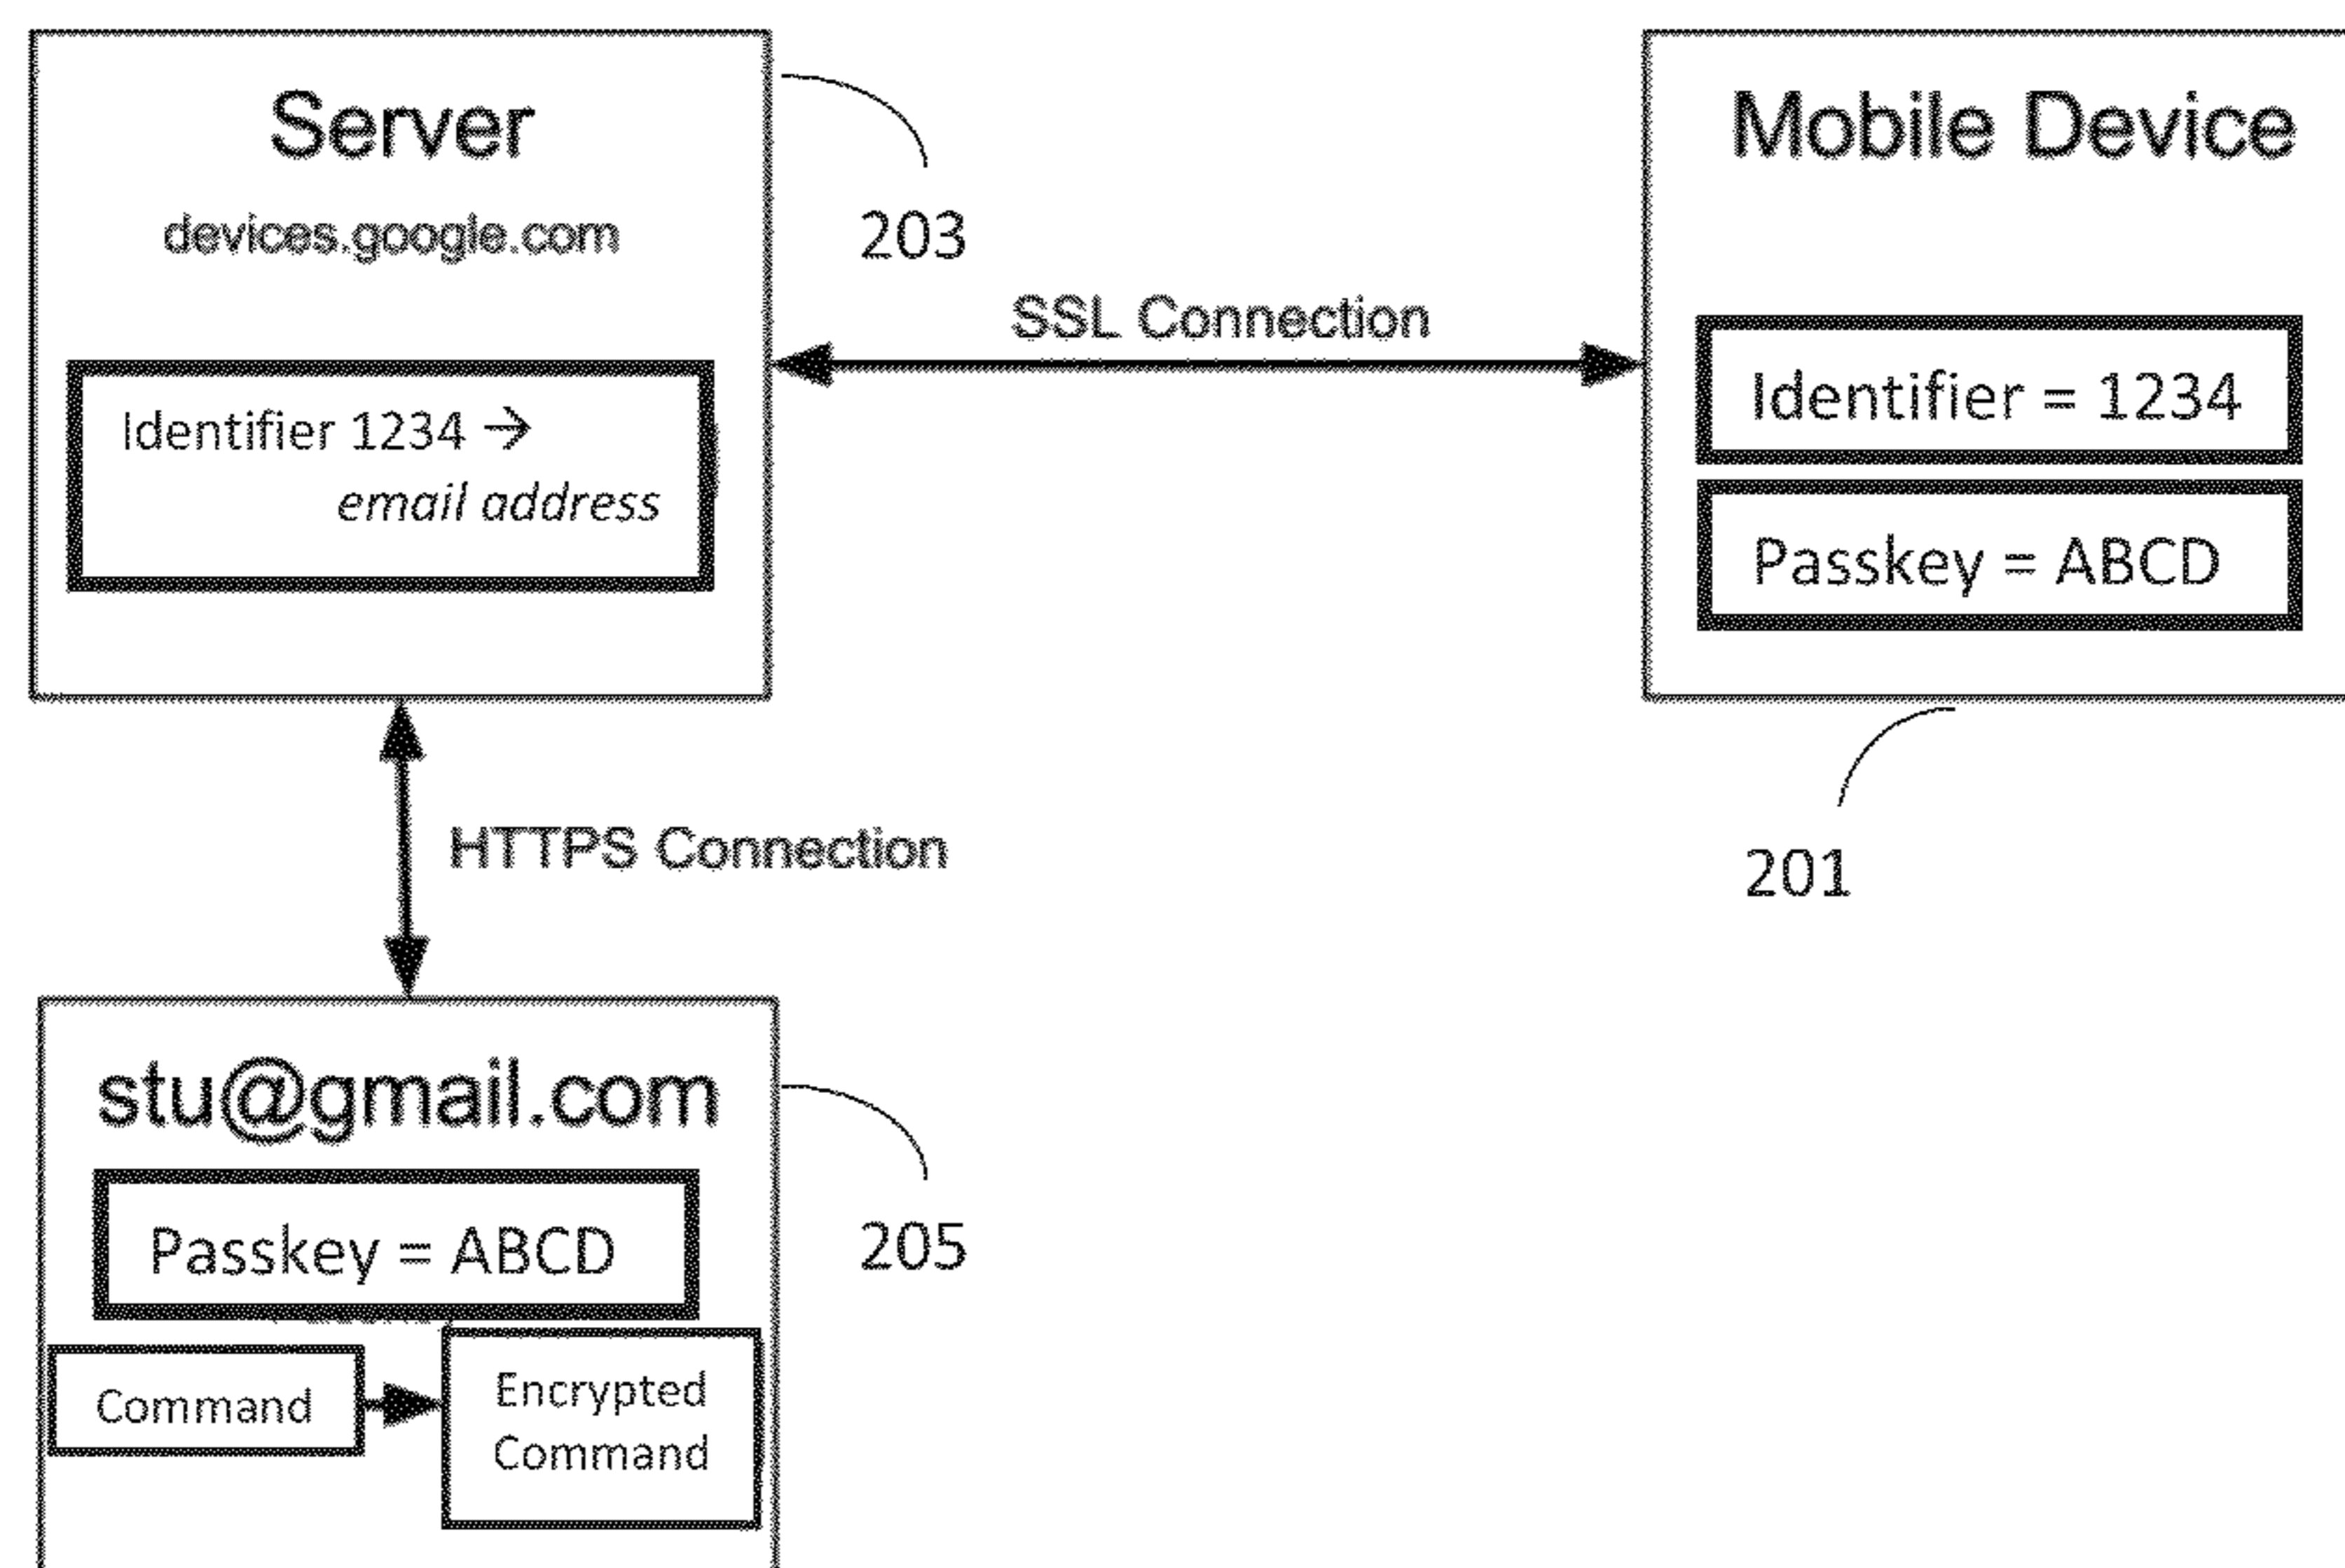 Server
devices.google.com
Identifier 1234 →
email address
203
SSL Connection
Mobile Device
Identifier = 1234
Passkey = ABCD
201
HTTPS Connection
stu@gmail.com
Passkey = ABCD
Command
Encrypted
Command
205